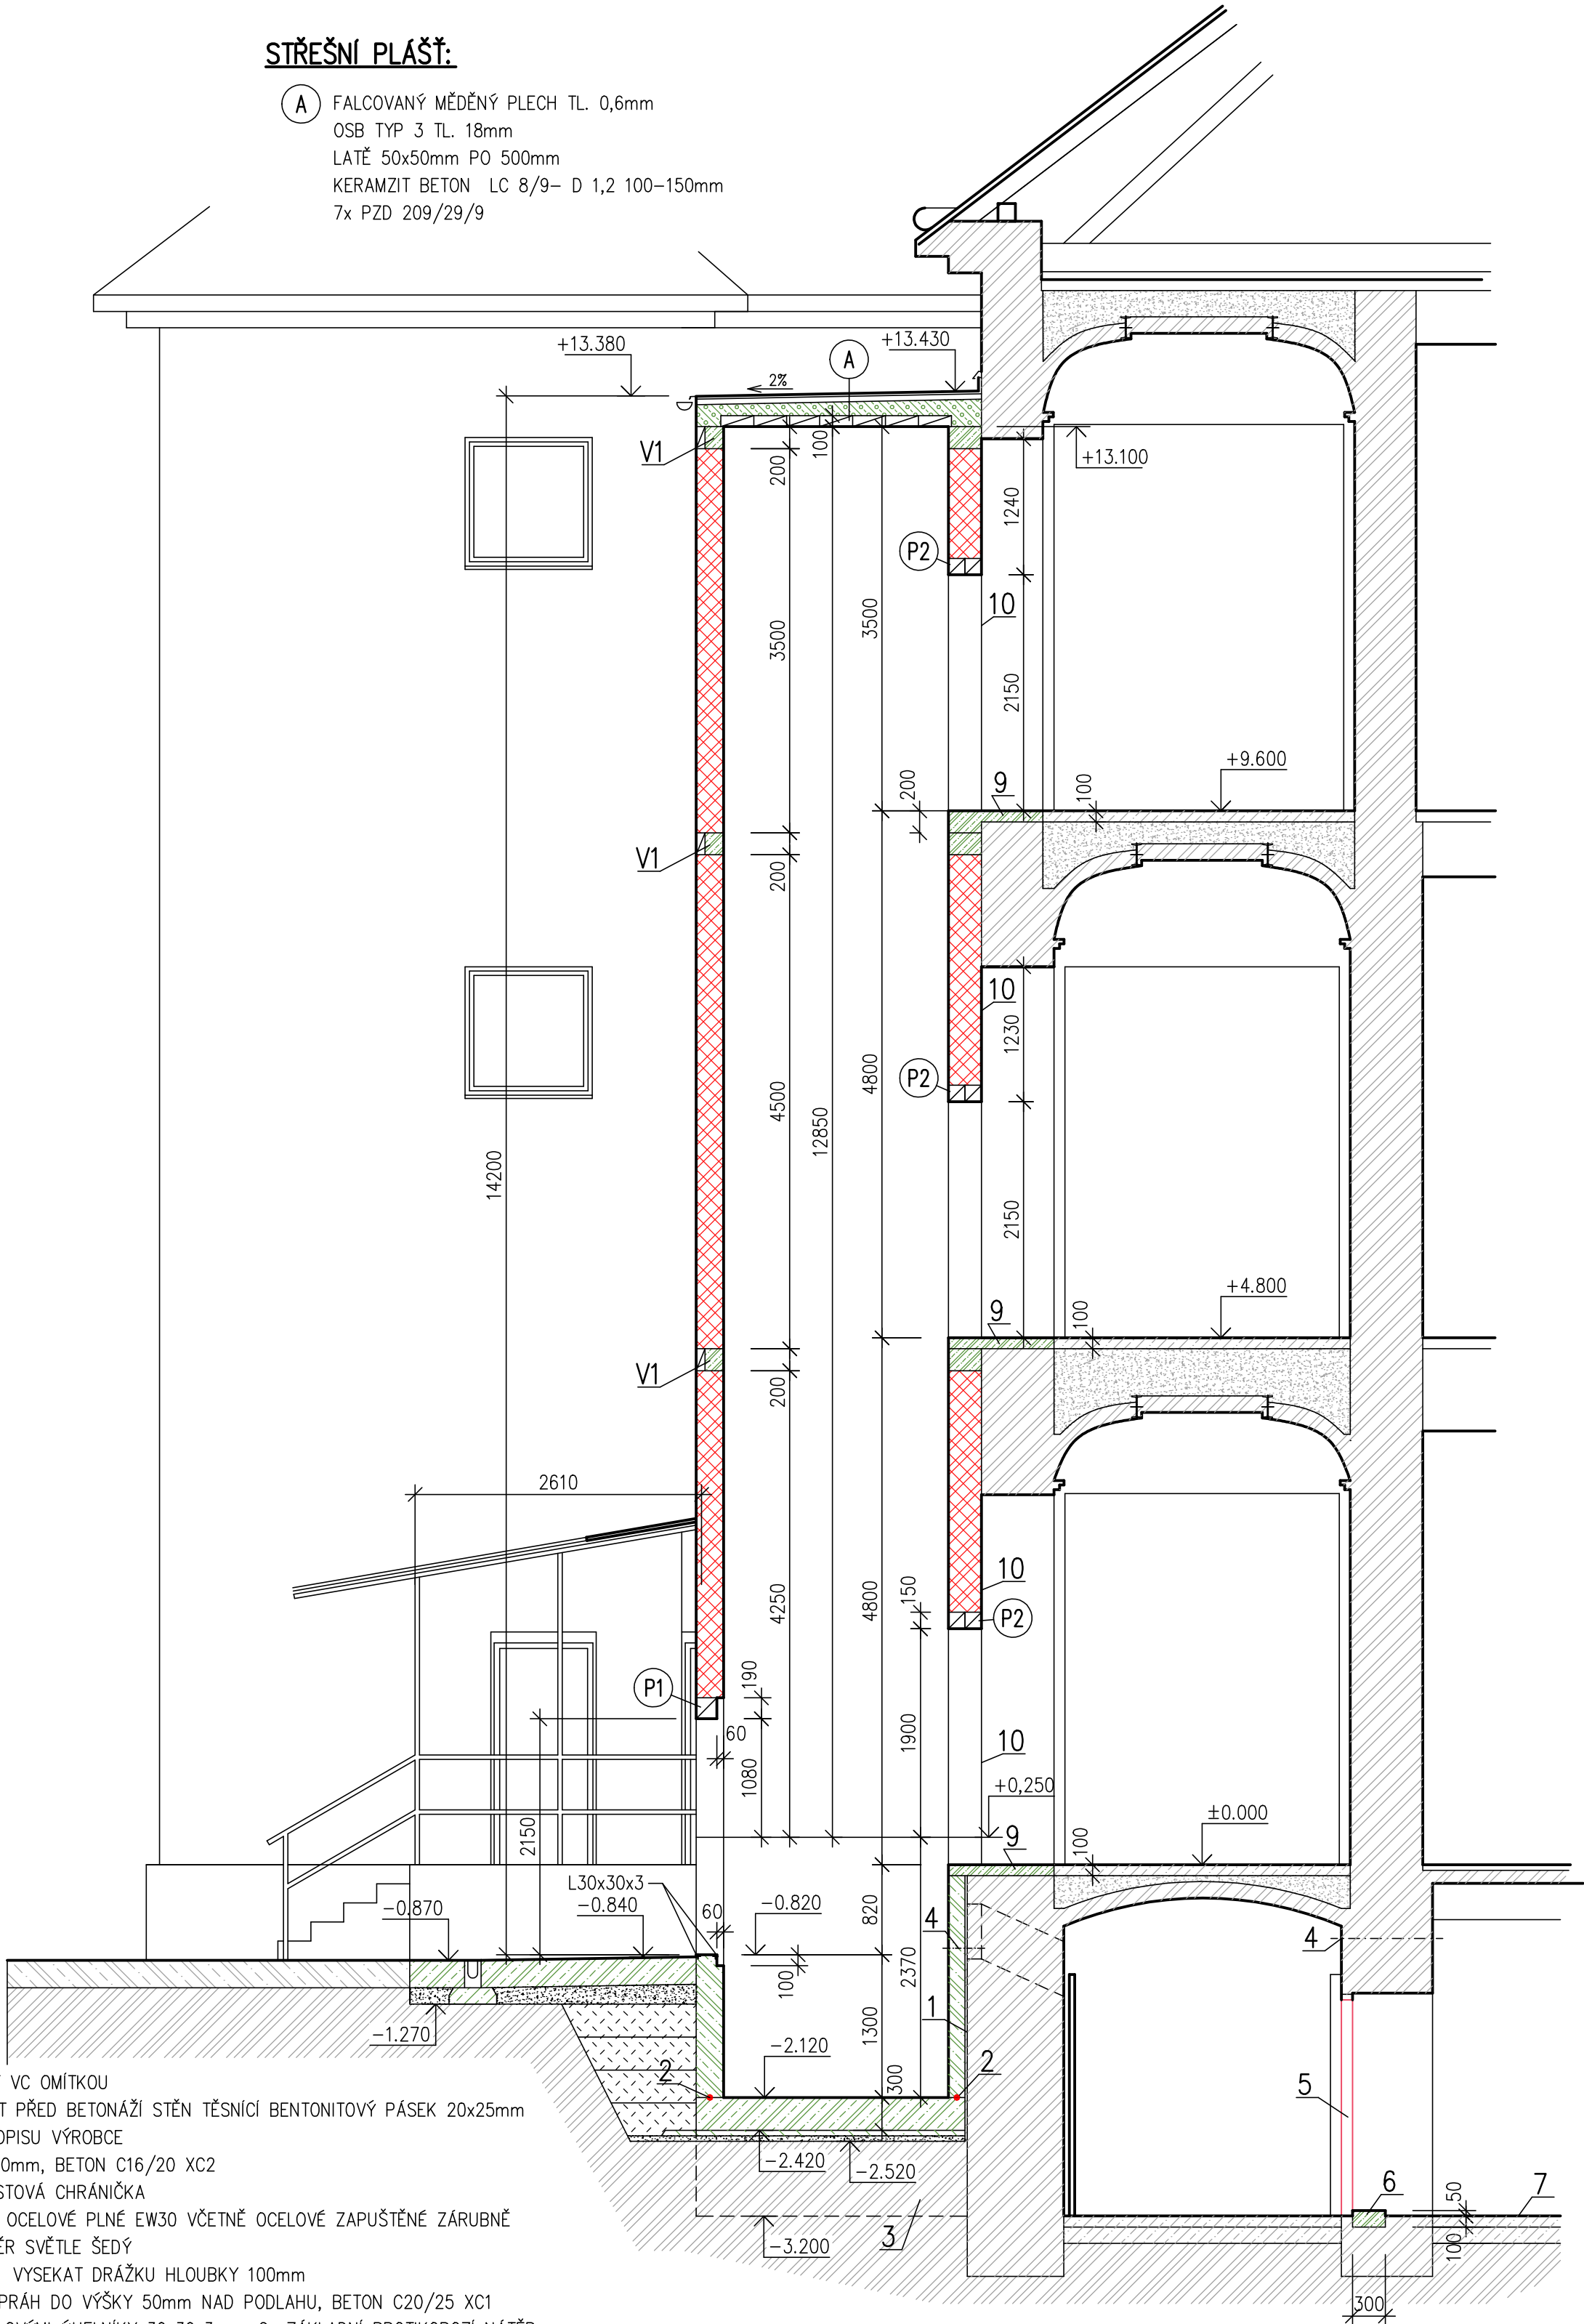 STŘEŠNÍ PLÁŠŤ:
A
FALCOVANÝ MĚDĚNÝ PLECH TL. 0,6mm
OSB TYP 3 TL. 18mm
LATĚ 50x50mm PO 500mm
KERAMZIT BETON LC 8/9- D 1,2 100-150mm
7x PZD 209/29/9
+13.380
2%
A
+13.430
V1
200
100
+13.100
1240
P2
10
3500
3500
2150
200
9
100
+9.600
V1
200
10
1230
P2
4500
12850
4800
14200
2150
9
100
+4.800
V1
200
2610
4250
4800
150
10
P2
P1
190
60
1080
1900
10
2150
+0,250
±0.000
9
100
L30x30x3
-0.870
-0.840
60
-0.820
820
4
4
100
2370
-1.270
1
1300
-2.120
2
300
2
5
-2.420
-2.520
3
-3.200
6
50
7
100
300
VC OMÍTKOU
PŘED BETONÁŽÍ STĚN TĚSNÍCÍ BENTONITOVÝ PÁSEK 20x25mm
VÝROBCE
BETON C16/20 XC2
CHRÁNIČKA
OCELOVÉ PLNÉ EW30 VČETNĚ OCELOVÉ ZAPUŠTĚNÉ ZÁRUBNĚ
SVĚTLE ŠEDÝ
VYSEKAT DRÁŽKU HLOUBKY 100mm
PRÁH DO VÝŠKY 50mm NAD PODLAHU, BETON C20/25 XC1